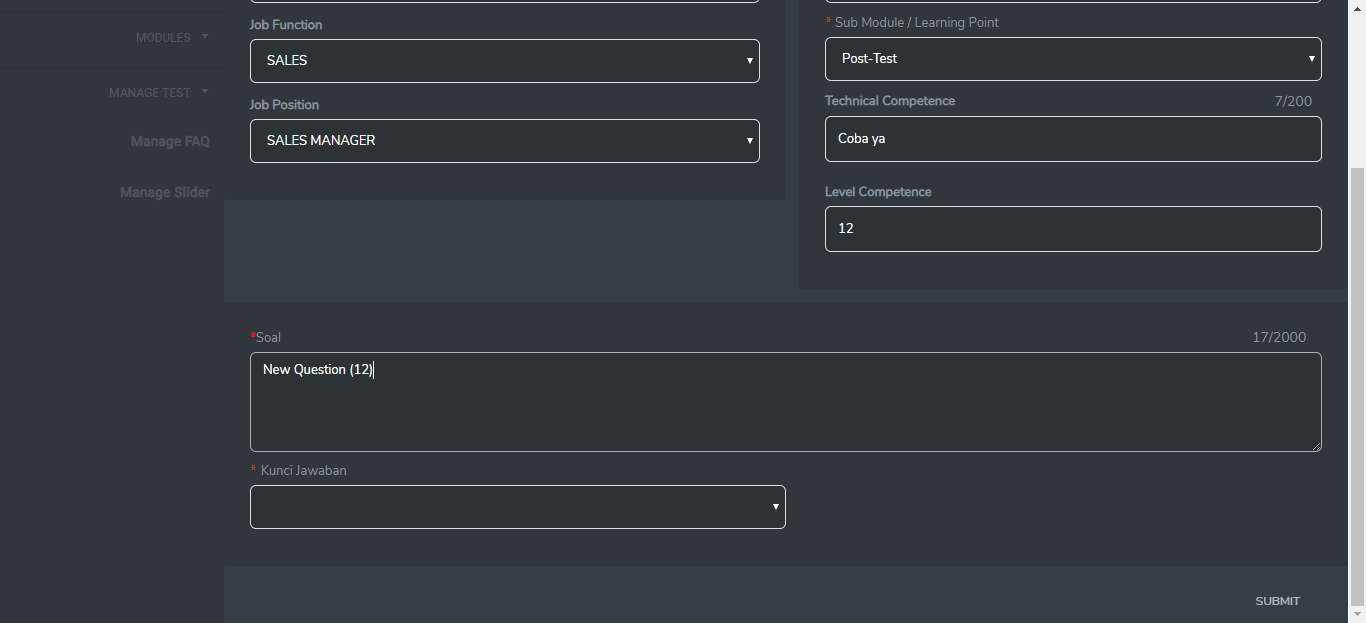 MODULES
MANAGE TEST
Manage FAQ
Manage Slider
Job Function
SALES
Job Position
SALES MANAGER
* Sub Module / Learning Point
Post-Test
Technical Competence 7/200
Coba ya
Level Competence
12
*Soal 17/2000
New Question (12)
* Kunci Jawaban
SUBMIT